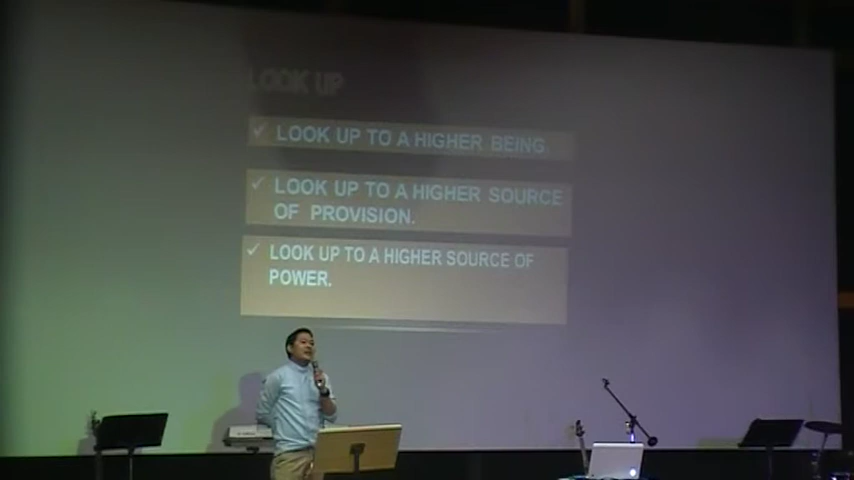 LOOK UP
✓ LOOK UP TO A HIGHER BEING.
✓ LOOK UP TO A HIGHER SOURCE
OF PROVISION.
✓ LOOK UP TO A HIGHER SOURCE OF
POWER.